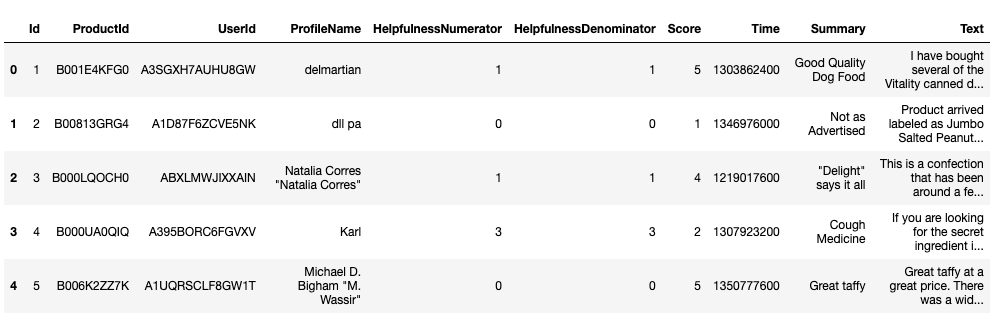 Id ProductId UserId ProfileName HelpfulnessNumerator HelpfulnessDenominator Score Time Summary Text
0 1 B001E4KFG0 A3SGXH7AUHU8GW delmartian 1 1 5 1303862400 Good Quality Dog Food I have bought several of the Vitality canned d...
1 2 B00813GRG4 A1D87F6ZCVE5NK dll pa 0 0 1 1346976000 Not as Advertised Product arrived labeled as Jumbo Salted Peanut...
2 3 B000LQOCH0 ABXLMWJIXXAIN Natalia Corres "Natalia Corres" 1 1 4 1219017600 "Delight" says it all This is a confection that has been around a fe...
3 4 B000UA0QIQ A395BORC6FGVXV Karl 3 3 2 1307923200 Cough Medicine If you are looking for the secret ingredient i...
4 5 B006K2ZZ7K A1UQRSCLF8GW1T Michael D. Bigham "M. Wassir" 0 0 5 1350777600 Great taffy Great taffy at a great price. There was a wid...